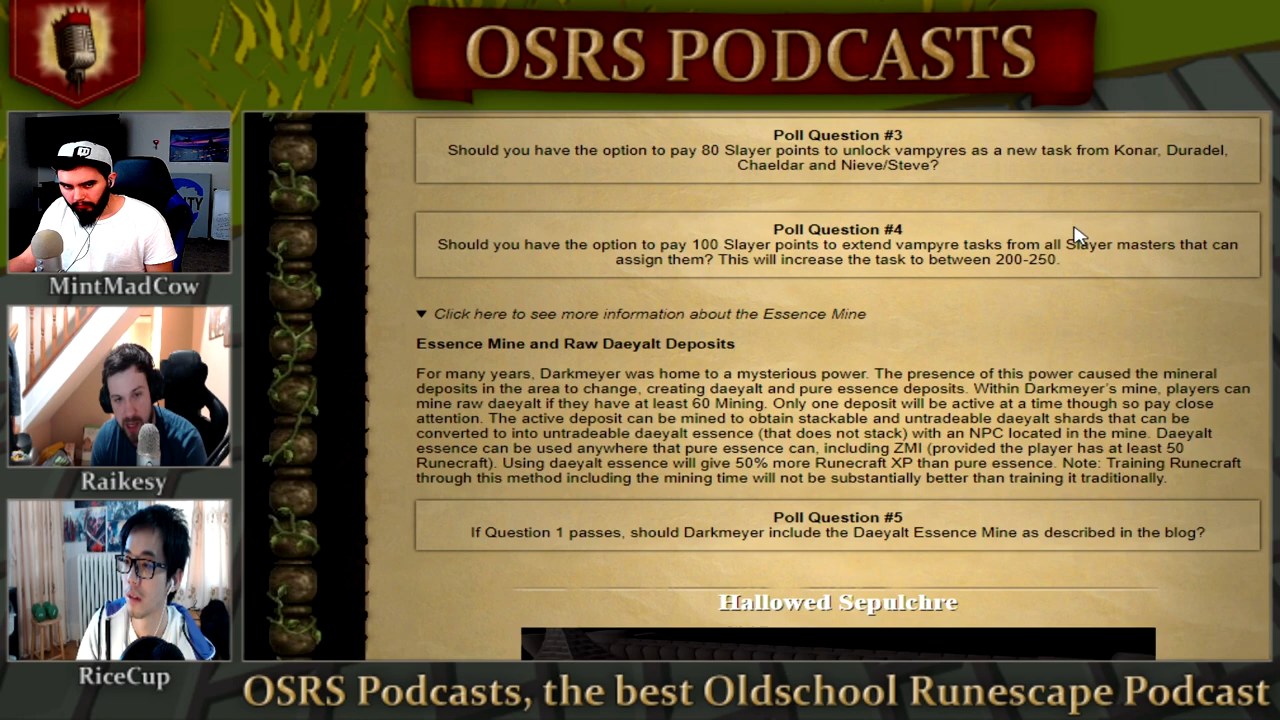 OSRS PODCASTS
Poll Question #3
Should you have the option to pay 80 Slayer points to unlock vampyres as a new task from Konar, Duradel,
Chaeldar and Nieve/Steve?
Poll Question #4
Should you have the option to pay 100 Slayer points to extend vampyre tasks from all Slayer masters that can
assign them? This will increase the task to between 200-250.
▼ Click here to see more information about the Essence Mine
Essence Mine and Raw Daeyalt Deposits
For many years, Darkmeyer was home to a mysterious power. The presence of this power caused the mineral
deposits in the area to change, creating daeyalt and pure essence deposits. Within Darkmeyer's mine, players can
mine raw daeyalt if they have at least 60 Mining. Only one deposit will be active at a time though so pay close
attention. The active deposit can be mined to obtain stackable and untradeable daeyalt shards that can be
converted to into untradeable daeyalt essence (that does not stack) with an NPC located in the mine. Daeyalt
essence can be used anywhere that pure essence can, including ZMI (provided the player has at least 50
Runecraft). Using daeyalt essence will give 50% more Runecraft XP than pure essence. Note: Training Runecraft
through this method including the mining time will not be substantially better than training it traditionally.
Poll Question #5
If Question 1 passes, should Darkmeyer include the Daeyalt Essence Mine as described in the blog?
Hallowed Sepulchre
MintMadCow
Raikesy
RiceCup
OSRS Podcasts, the best Oldschool Runescape Podcast